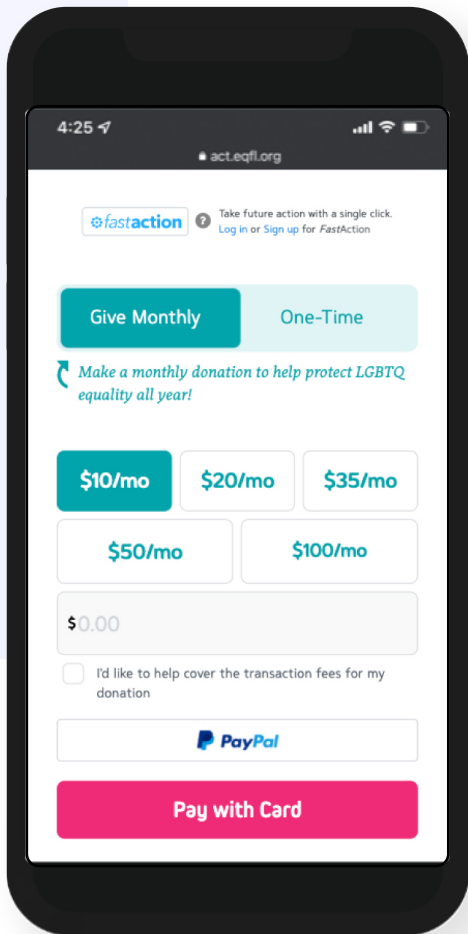 4:25
act.eqfl.org
fastaction ? Take future action with a single click.
Log in or Sign up for FastAction
Give Monthly One-Time
Make a monthly donation to help protect LGBTQ
equality all year!
$10/mo $20/mo $35/mo
$50/mo $100/mo
$0.00
I'd like to help cover the transaction fees for my
donation
PayPal
Pay with Card